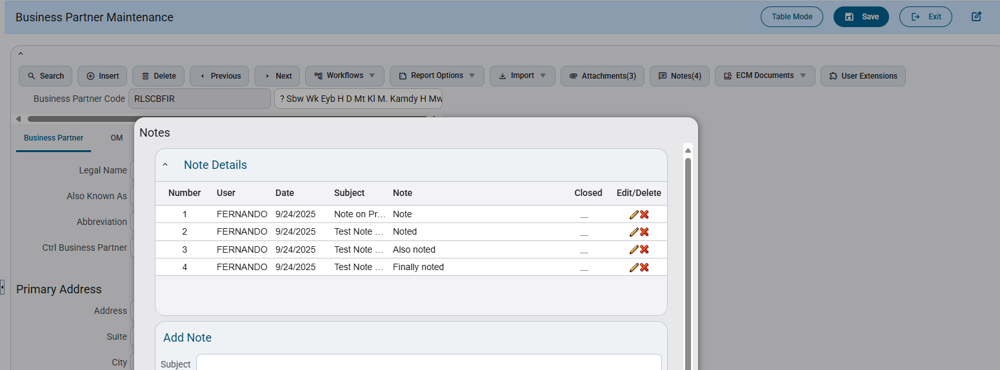 Business Partner Maintenance Table Mode Save Exit
Search Insert Delete Previous Next Workflows Report Options Import Attachments(3) Notes(4) ECM Documents User Extensions
Business Partner Code RLSCBFIR ? Sbw Wk Eyb H D Mt Kl M. Kamdy H Mw
Business Partner OM
Legal Name
Also Known As
Abbreviation
Ctrl Business Partner
Primary Address
Address
Suite
City
Notes
Note Details
Number User Date Subject Note Closed Edit/Delete
1 FERNANDO 9/24/2025 Note on Pr... Note
2 FERNANDO 9/24/2025 Test Note ... Noted
3 FERNANDO 9/24/2025 Test Note ... Also noted
4 FERNANDO 9/24/2025 Test Note ... Finally noted
Add Note
Subject